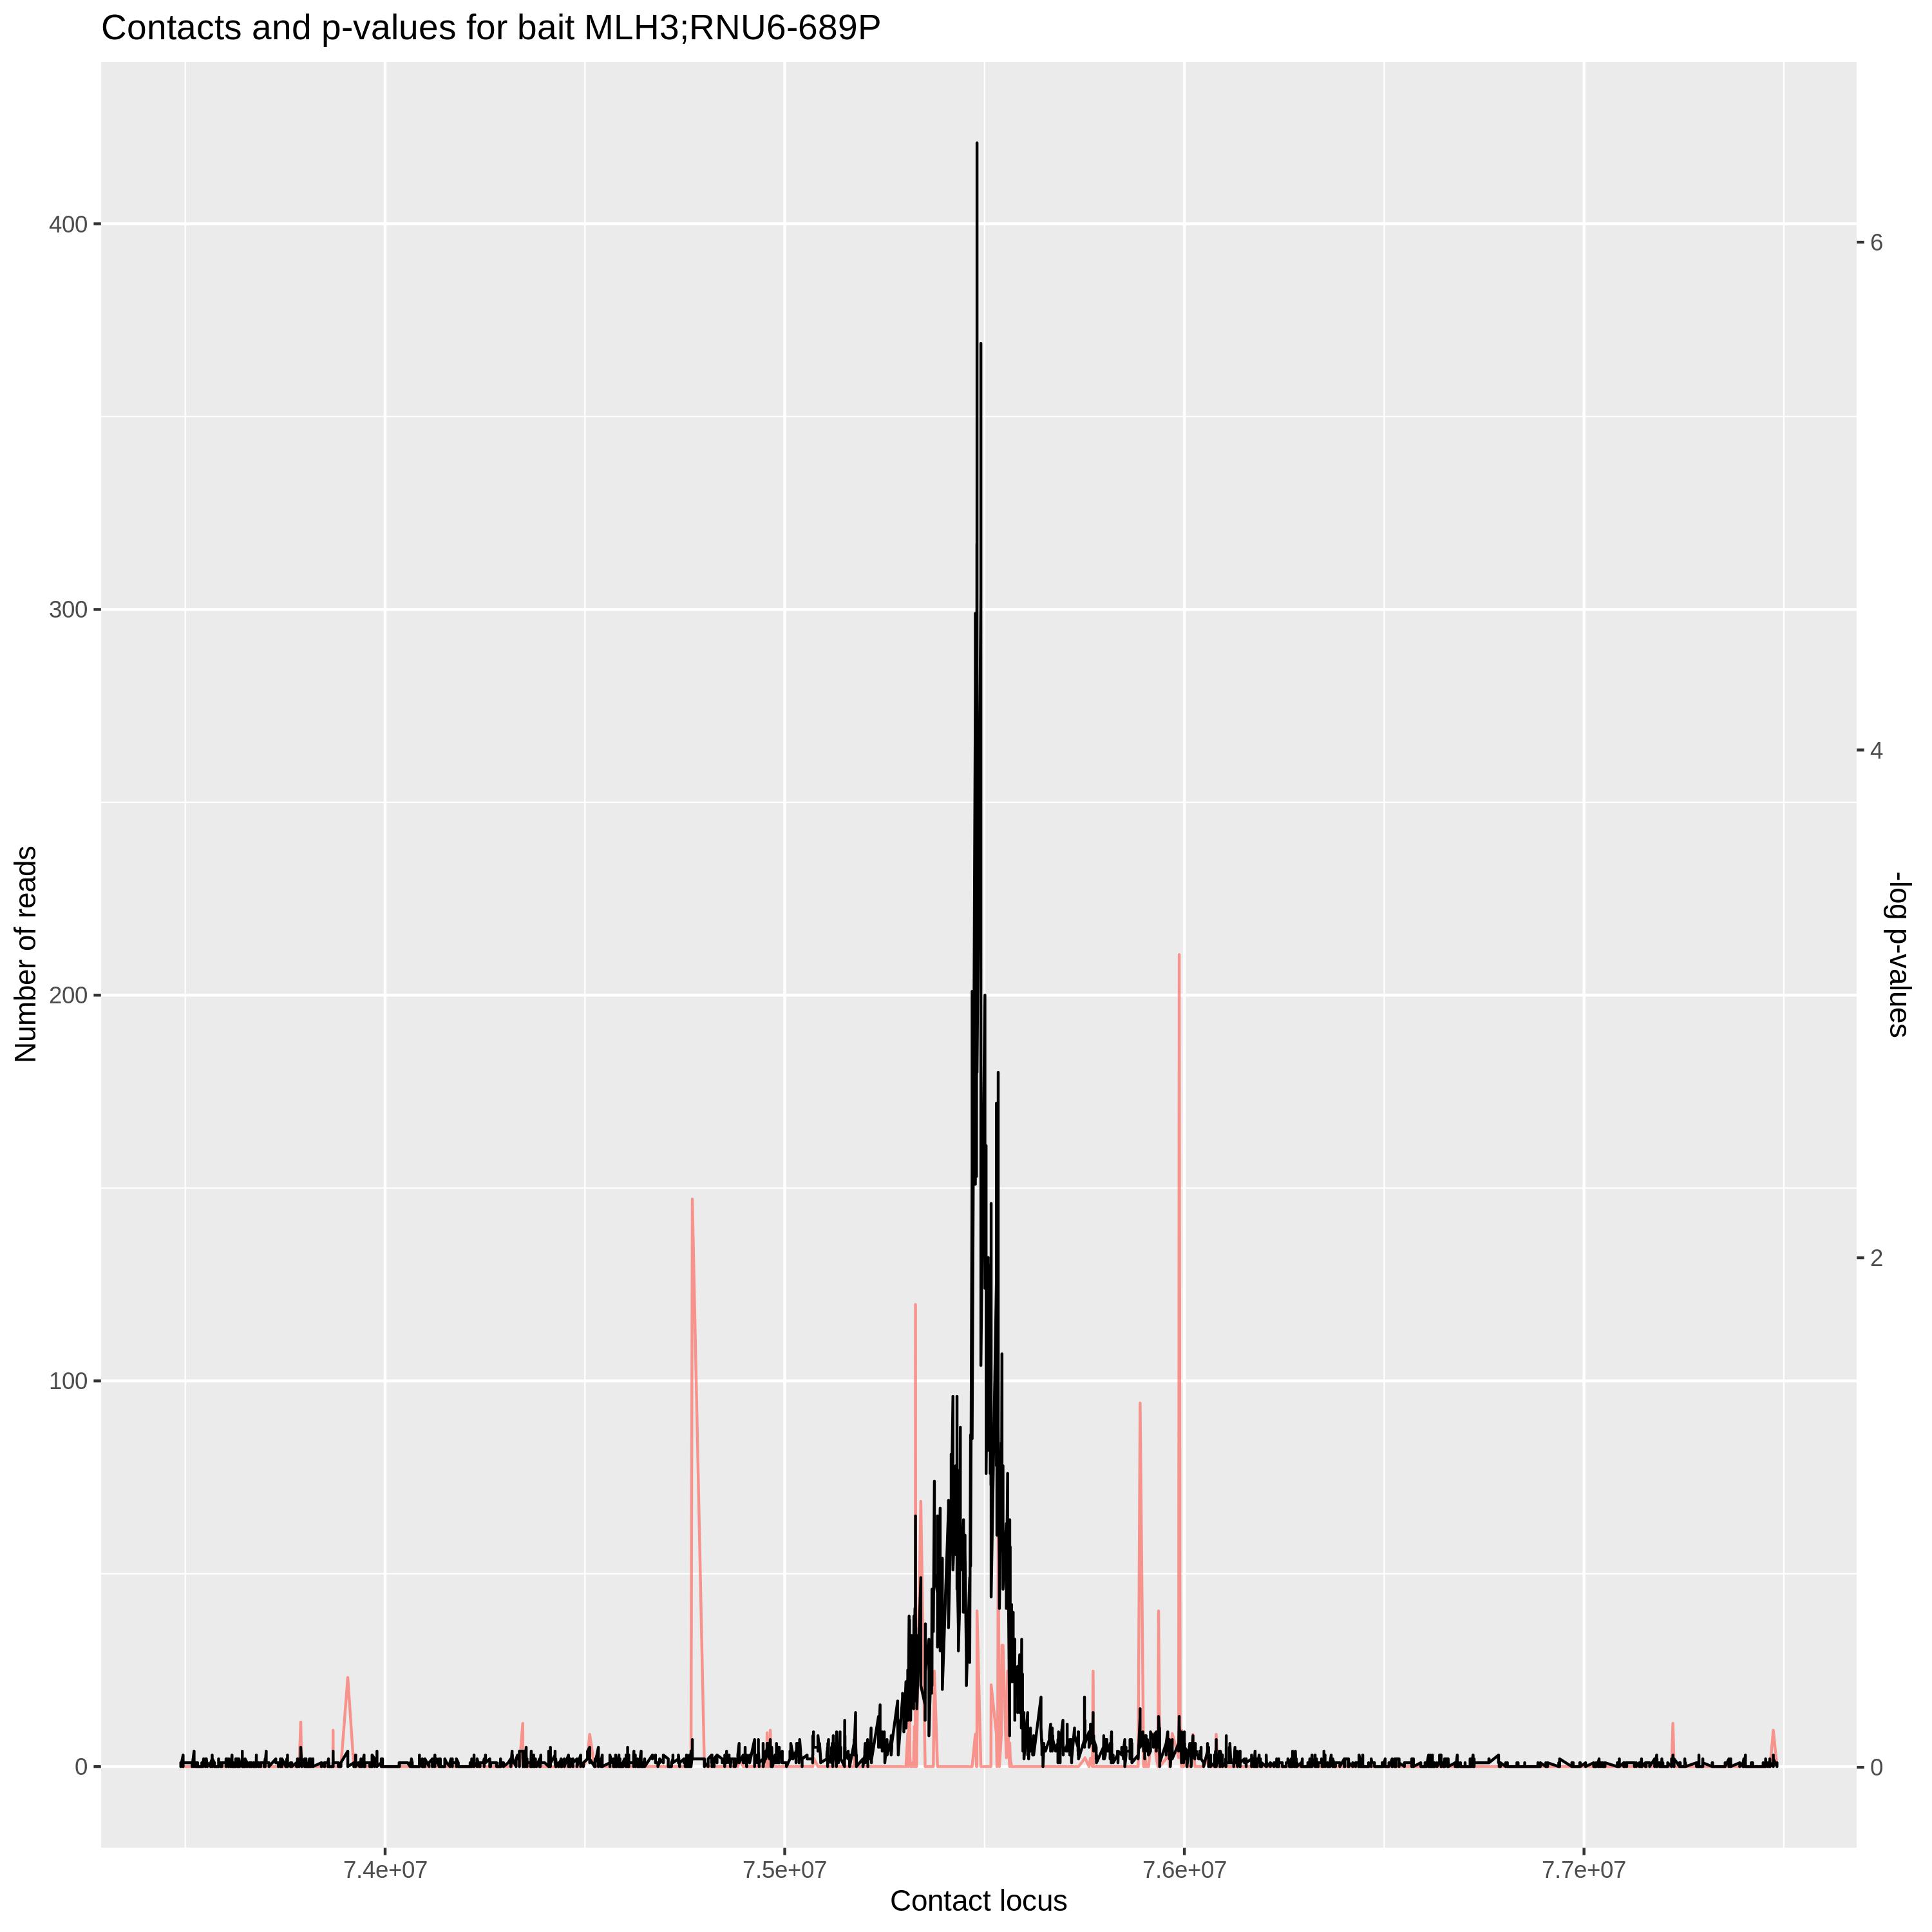 Contacts and p-values for bait MLH3;RNU6-689P
400
300
200
100
0
Number of reads
6
4
2
0
-log p-values
7.4e+07 7.5e+07 7.6e+07 7.7e+07
Contact locus